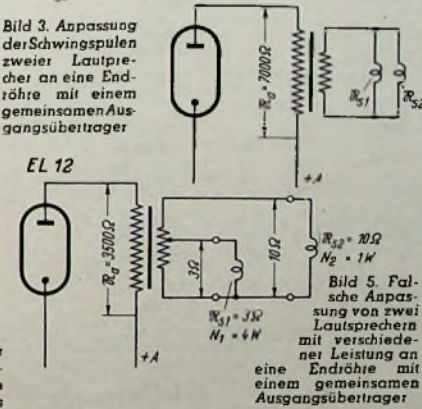 Bild 3. Anpassung
der Schwingspulen
zweier Lautpre-
cher an eine End-
röhre mit einem
gemeinsamen Aus-
gangsübertrager
ℜa = 7000Ω
ℜS1
ℜS2
+A
EL 12
ℜa = 3500Ω
3Ω
10Ω
ℜS2 = 10Ω
N2 = 1W
ℜS1 = 3Ω
N1 = 4W
+A
Bild 5. Fal-
sche Anpas-
sung von zwei
Lautsprechern
mit verschiede-
ner Leistung an
eine Endröhre mit
einem gemeinsamen
Ausgangsübertrager